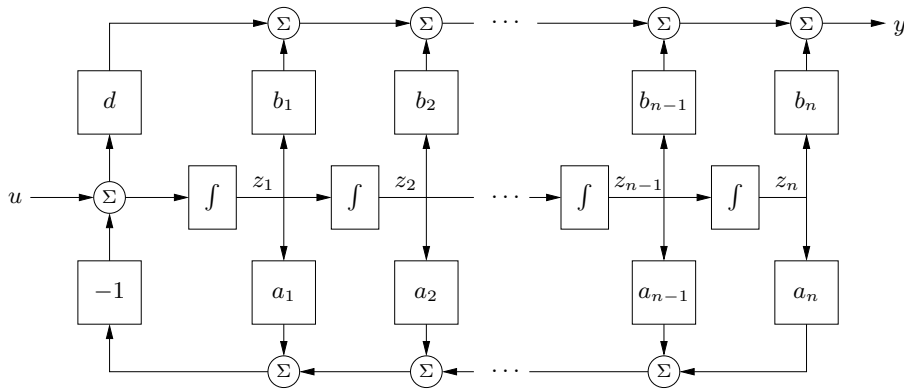 Σ Σ ⋯ Σ Σ y
d b₁ b₂ bₙ₋₁ bₙ
u Σ ∫ z₁ ∫ z₂ ⋯ ∫ zₙ₋₁ ∫ zₙ
−1 a₁ a₂ aₙ₋₁ aₙ
Σ Σ ⋯ Σ